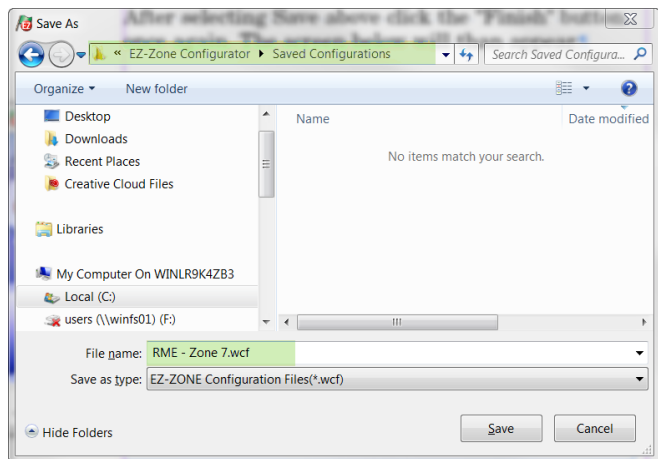 After selecting Save above click the "Finish" button
Save As
once again. The screen below will than appear
« EZ-Zone Configurator Saved Configurations
Search Saved Configura...
Organize
New folder
Name
Date modified
Desktop
Downloads
Recent Places
Creative Cloud Files
No items match your search.
Libraries
My Computer On WINLR9K4ZB3
Local (C:)
users (\\winfs01) (F:)
File name: RME - Zone 7.wcf
Save as type: EZ-ZONE Configuration Files(*.wcf)
Hide Folders
Save
Cancel